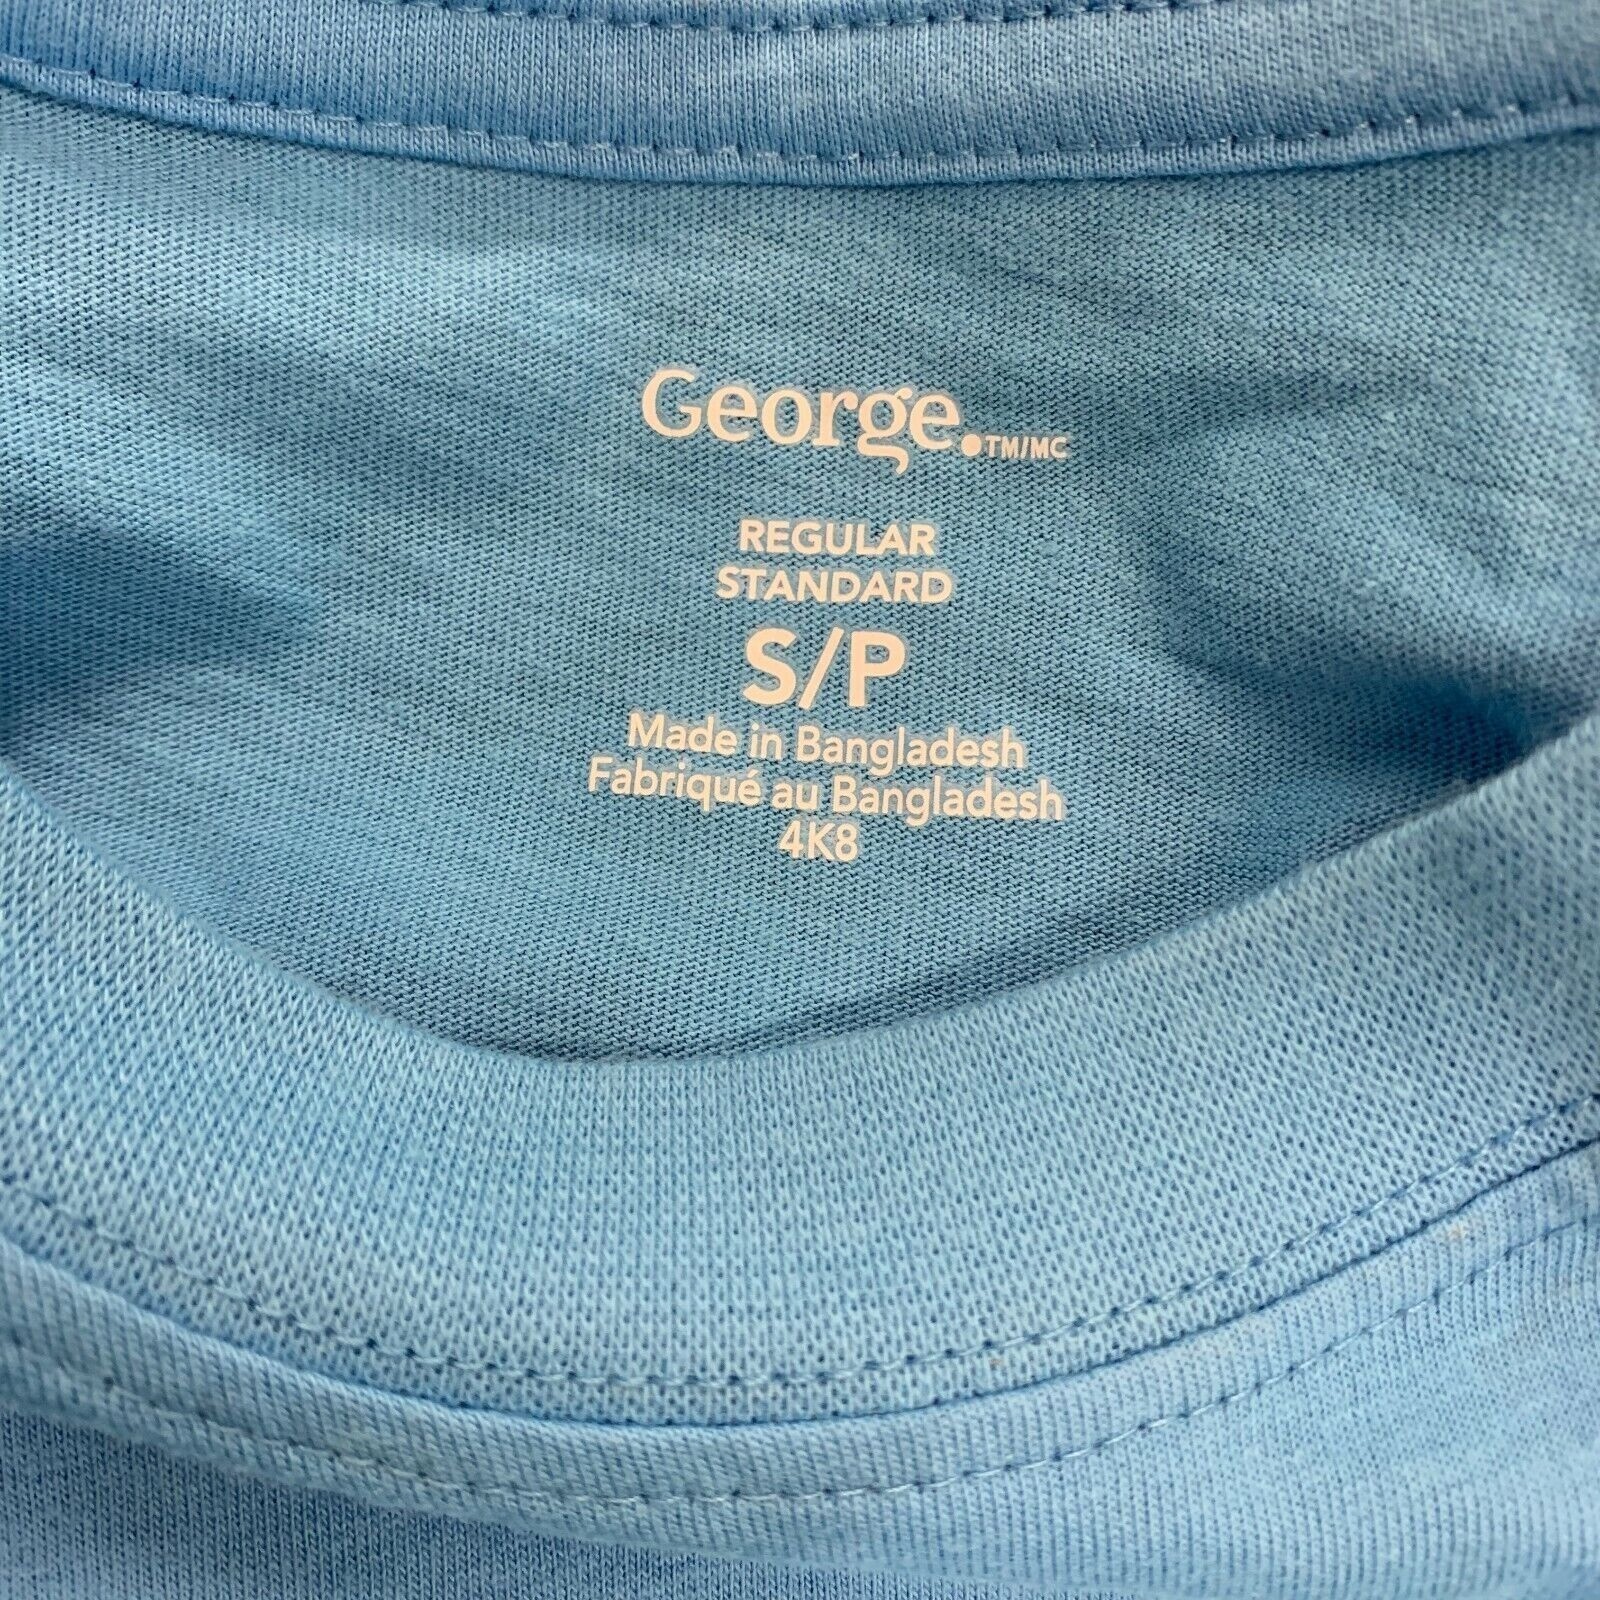 George.TM/MC
REGULAR
STANDARD
S/P
Made in Bangladesh
Fabriqué au Bangladesh
4K8